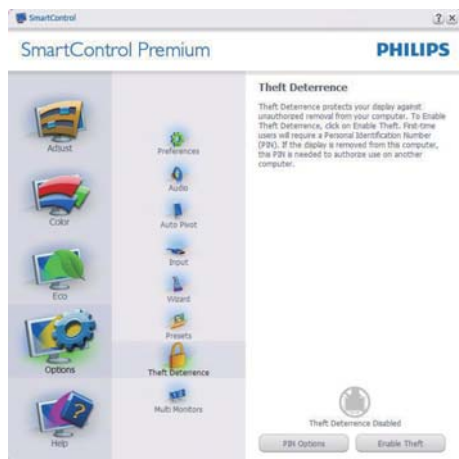 SmartControl
? ×
SmartControl Premium
PHILIPS
Adjust
Color
Eco
Options
Help
Preferences
Audio
Auto Pivot
Input
Wizard
Presets
Theft Deterrence
Multi Monitors
Theft Deterrence
Theft Deterence protects your display against
unauthorized removal from your computer. To Enable
Theft Deterrence, click on Enable Theft. First-time
users will require a Personal Identification Number
(PIN). If the display is removed from this computer,
this PIN is needed to authorize use on another
computer.
Theft Deterrence Disabled
PIN Options
Enable Theft